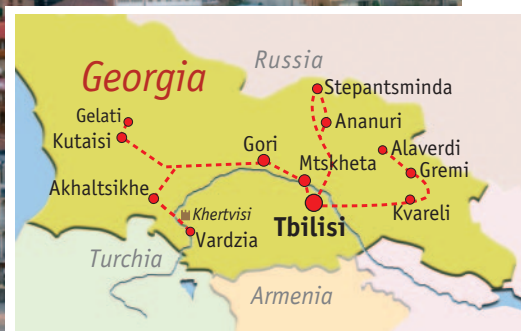 Russia
Georgia
Stepantsminda
Gelati
Ananuri
Kutaisi
Gori
Alaverdi
Mtskheta
Gremi
Akhaltsikhe
Khertvisi
Kvareli
Tbilisi
Vardzia
Turchia
Armenia